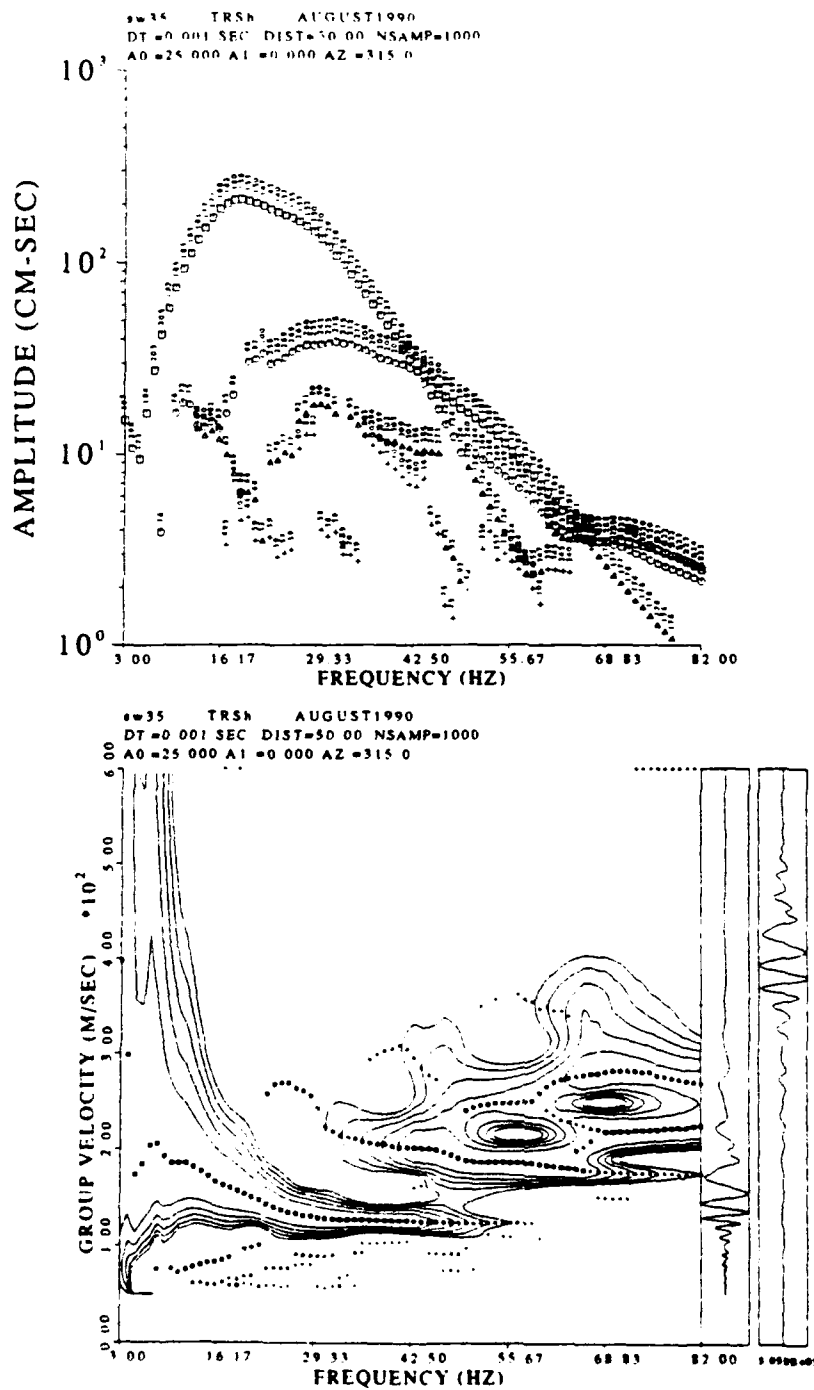 sw35 TRSh AUGUST1990
DT =0.001 SEC DIST=50 00 NSAMP=1000
A0 =25 000 A1 =0 000 AZ =315 0
10³
10²
10¹
10⁰
AMPLITUDE (CM-SEC)
3 00 16 17 29 33 42 50 55.67 68 83 82 00
FREQUENCY (HZ)
sw35 TRSh AUGUST1990
DT =0 001 SEC DIST=50 00 NSAMP=1000
A0 =25 000 A1 =0 000 AZ =315 0
6 00
5 00
4 00
3 00
2 00
1 00
0 00
GROUP VELOCITY (M/SEC) *10²
3 00 16 17 29 33 42 50 55.67 68 83 82 00
FREQUENCY (HZ)